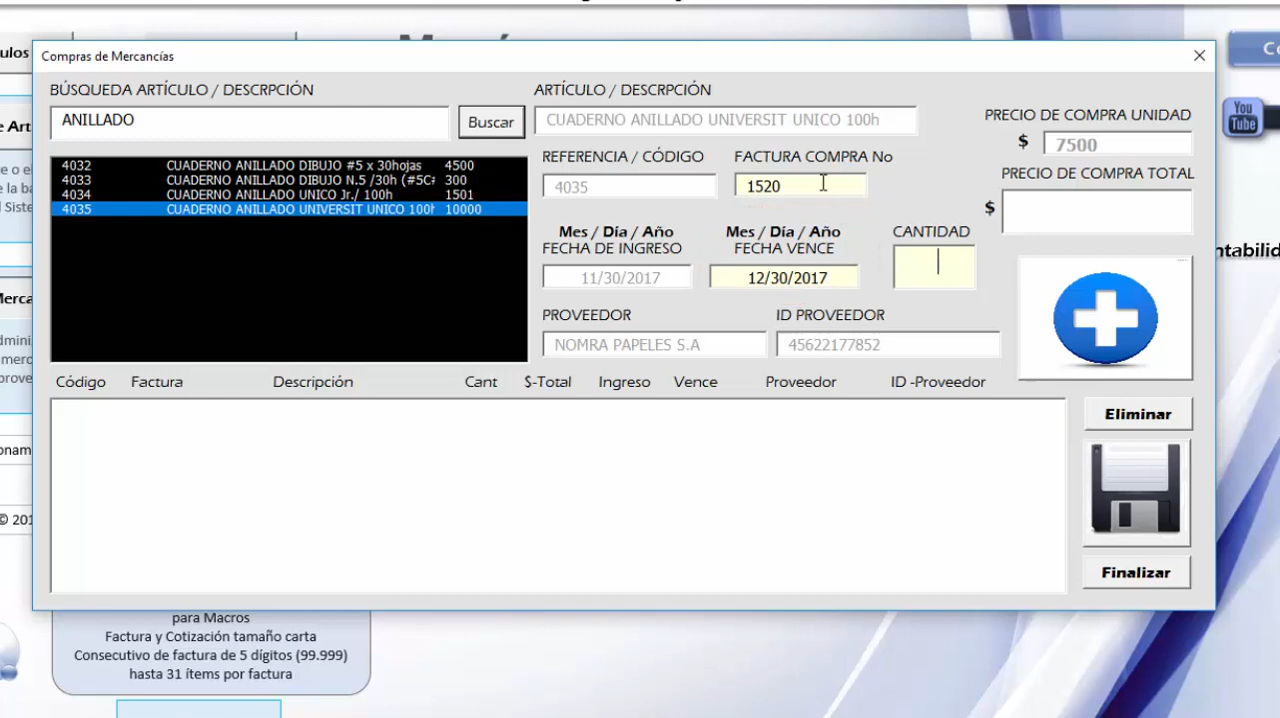 Compras de Mercancías
BÚSQUEDA ARTÍCULO / DESCRPCIÓN
ANILLADO
Buscar
4032 CUADERNO ANILLADO DIBUJO #5 x 30hojas 4500
4033 CUADERNO ANILLADO DIBUJO N.5 /30h (#5C 300
4034 CUADERNO ANILLADO UNICO Jr./ 100h 1501
4035 CUADERNO ANILLADO UNIVERSIT UNICO 100h 10000
ARTÍCULO / DESCRPCIÓN
CUADERNO ANILLADO UNIVERSIT UNICO 100h
REFERENCIA / CÓDIGO
4035
FACTURA COMPRA No
1520
Mes / Día / Año
FECHA DE INGRESO
11/30/2017
Mes / Día / Año
FECHA VENCE
12/30/2017
CANTIDAD
PROVEEDOR
NOMRA PAPELES S.A
ID PROVEEDOR
45622177852
PRECIO DE COMPRA UNIDAD
$ 7500
PRECIO DE COMPRA TOTAL
$
Código Factura Descripción Cant $-Total Ingreso Vence Proveedor ID -Proveedor
Eliminar
Finalizar
You
Tube
para Macros
Factura y Cotización tamaño carta
Consecutivo de factura de 5 dígitos (99.999)
hasta 31 ítems por factura